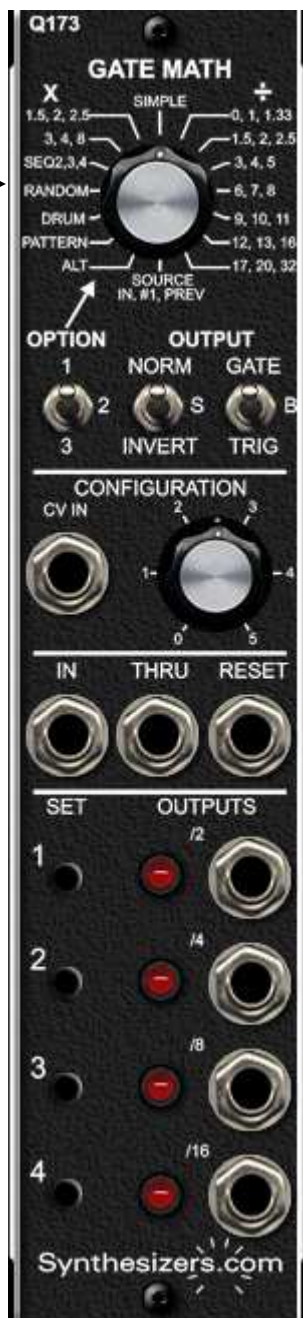 Q173
GATE MATH
X
÷
SIMPLE
1.5, 2, 2.5
0, 1, 1.33
3, 4, 8
1.5, 2, 2.5
SEQ2,3,4
3, 4, 5
RANDOM
6, 7, 8
DRUM
9, 10, 11
PATTERN
12, 13, 16
ALT
17, 20, 32
SOURCE
IN, #1, PREV
OPTION
OUTPUT
1
NORM
GATE
2
S
B
3
INVERT
TRIG
CONFIGURATION
CV IN
2
3
1
4
0
5
IN
THRU
RESET
SET
OUTPUTS
/2
1
/4
2
/8
3
/16
4
Synthesizers.com